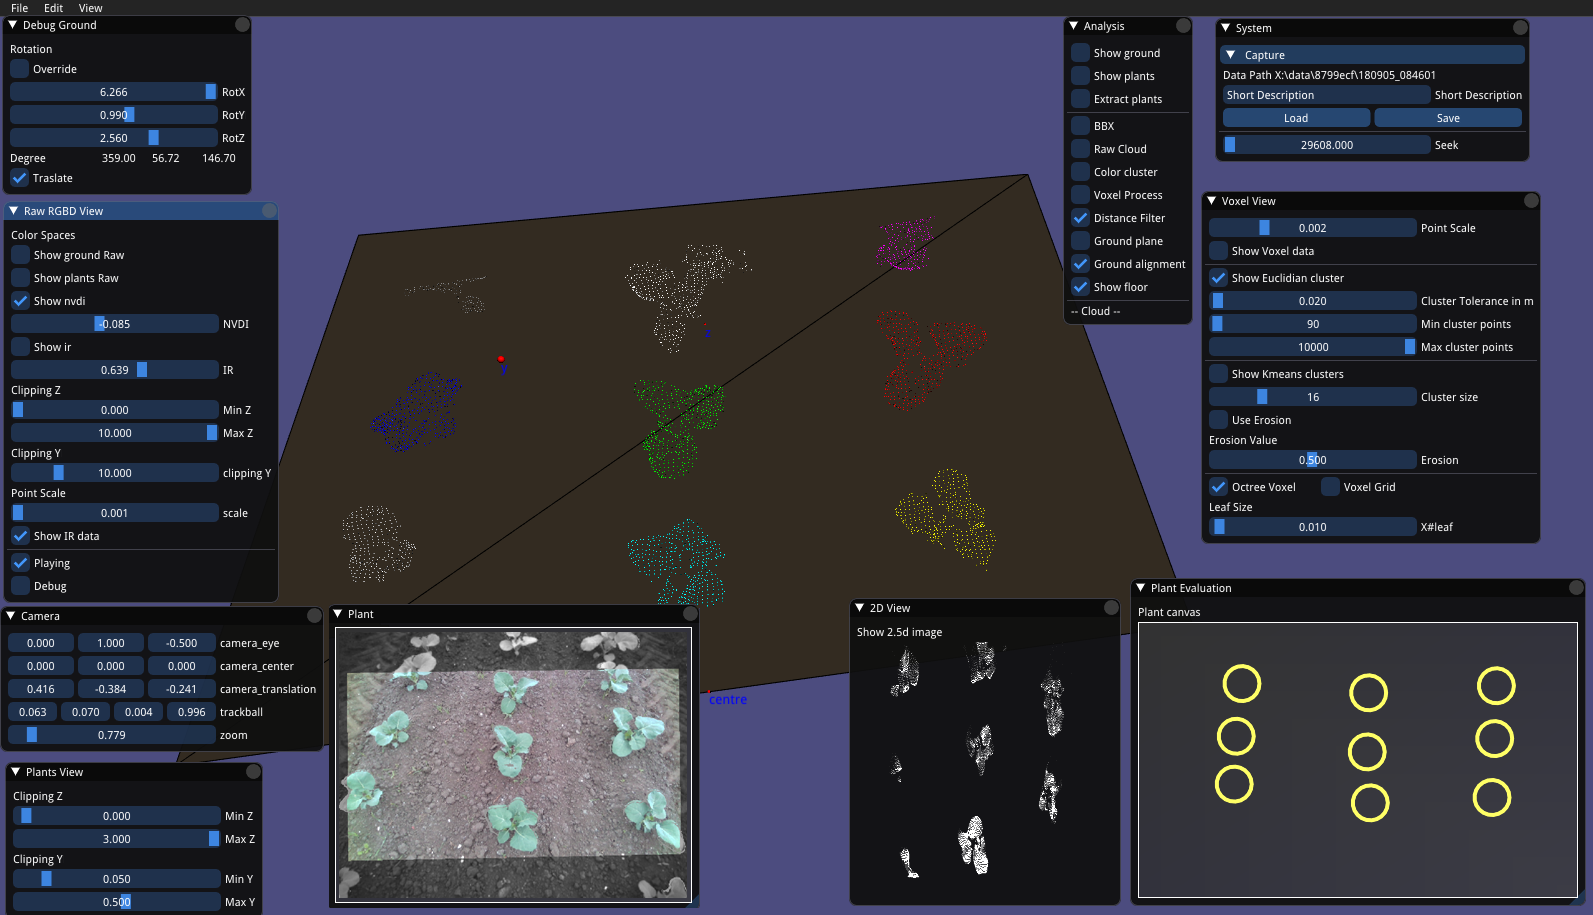 File Edit View
Debug Ground
Rotation
Override
6.266 RotX
0.990 RotY
2.560 RotZ
Degree 359.00 56.72 146.70
Traslate
Raw RGBD View
Color Spaces
Show ground Raw
Show plants Raw
Show nvdi
-0.085 NVDI
Show ir
0.639 IR
Clipping Z
0.000 Min Z
10.000 Max Z
Clipping Y
10.000 clipping Y
Point Scale
0.001 scale
Show IR data
Playing
Debug
Camera
0.000 1.000 -0.500 camera_eye
0.000 0.000 0.000 camera_center
0.416 -0.384 -0.241 camera_translation
0.063 0.070 0.004 0.996 trackball
0.779 zoom
Plants View
Clipping Z
0.000 Min Z
3.000 Max Z
Clipping Y
0.050 Min Y
0.500 Max Y
z
y
centre
Plant
2D View
Show 2.5d image
Analysis
Show ground
Show plants
Extract plants
BBX
Raw Cloud
Color cluster
Voxel Process
Distance Filter
Ground plane
Ground alignment
Show floor
-- Cloud --
System
Capture
Data Path X:\data\8799ecf\180905_084601
Short Description Short Description
Load Save
29608.000 Seek
Voxel View
0.002 Point Scale
Show Voxel data
Show Euclidian cluster
0.020 Cluster Tolerance in m
90 Min cluster points
10000 Max cluster points
Show Kmeans clusters
16 Cluster size
Use Erosion
Erosion Value
0.500 Erosion
Octree Voxel Voxel Grid
Leaf Size
0.010 X#leaf
Plant Evaluation
Plant canvas